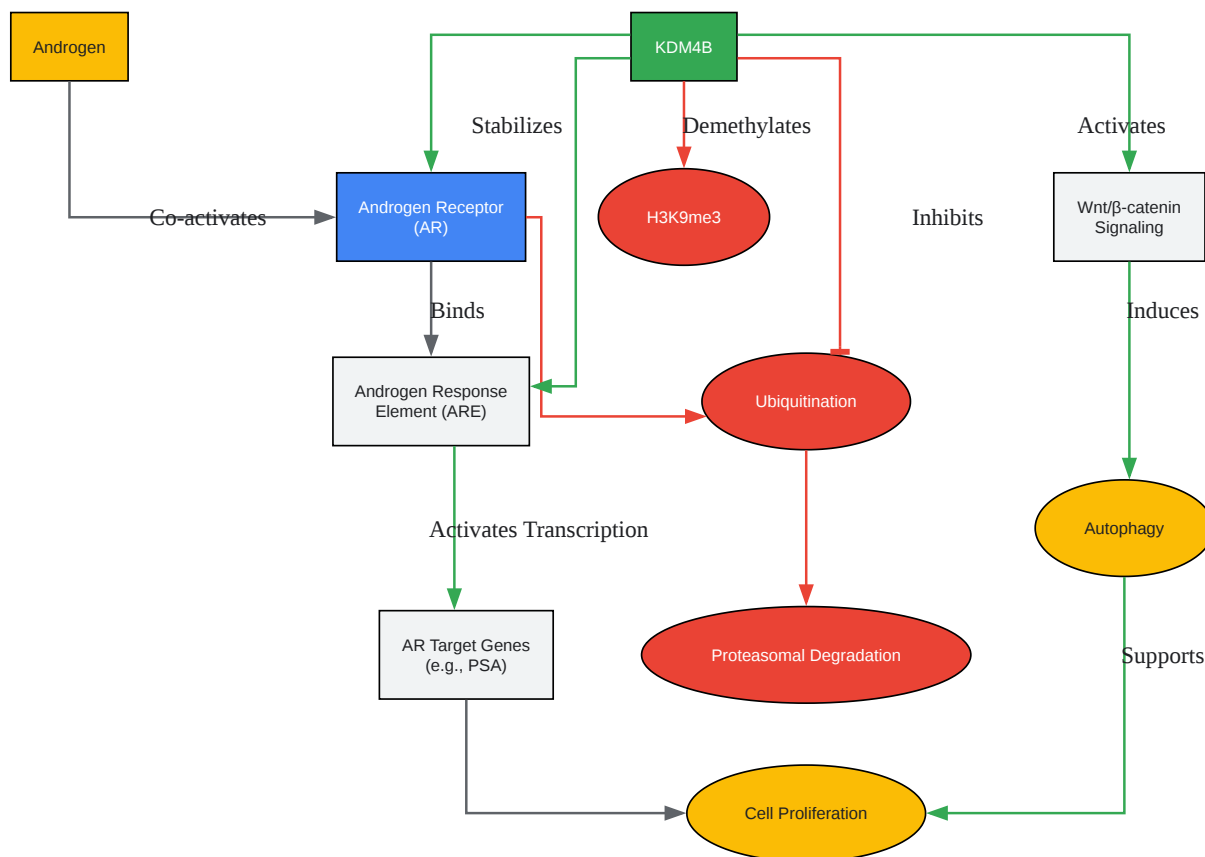 Androgen
KDM4B
Stabilizes
Demethylates
Activates
Co-activates
Androgen Receptor
(AR)
H3K9me3
Inhibits
Wnt/β-catenin
Signaling
Binds
Induces
Androgen Response
Element (ARE)
Ubiquitination
Activates Transcription
Autophagy
AR Target Genes
(e.g., PSA)
Proteasomal Degradation
Supports
Cell Proliferation